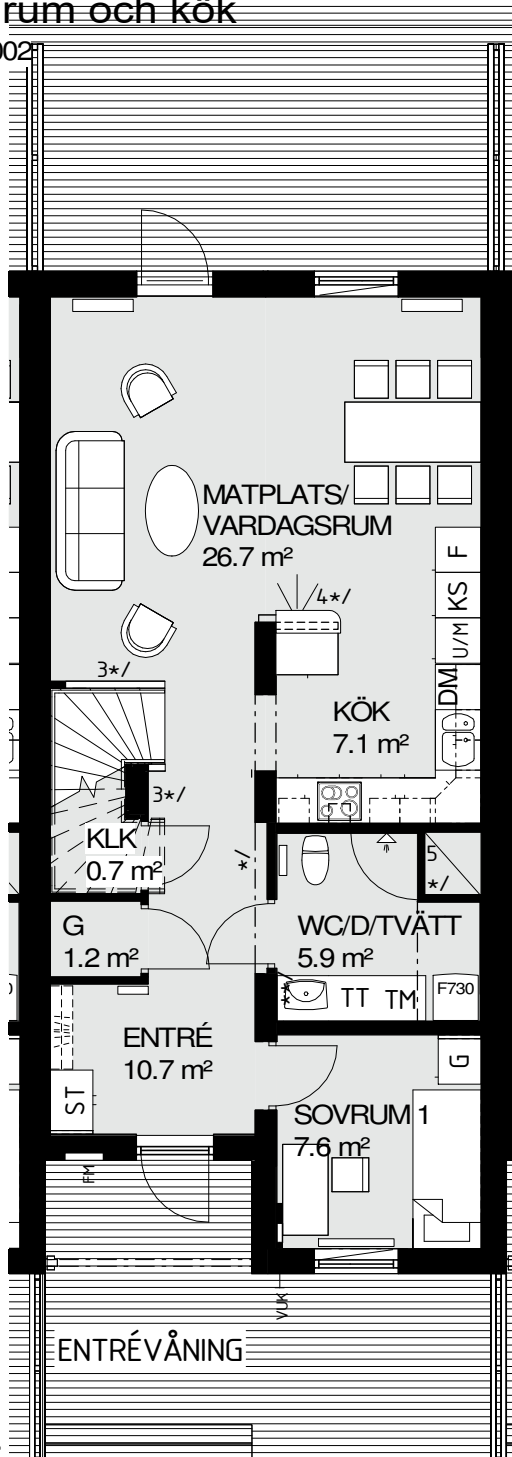 rum och kök
002
MATPLATS/
VARDAGSRUM
26.7 m²
F
KS
U/M
DM
4*/
3*/
KÖK
7.1 m²
3*/
KLK
0.7 m²
*/
5
*/
G
1.2 m²
WC/D/TVÄTT
5.9 m²
**
TT
TM
F730
ENTRÉ
10.7 m²
ST
G
SOVRUM 1
7.6 m²
FM
VUK
ENTRÉVÅNING